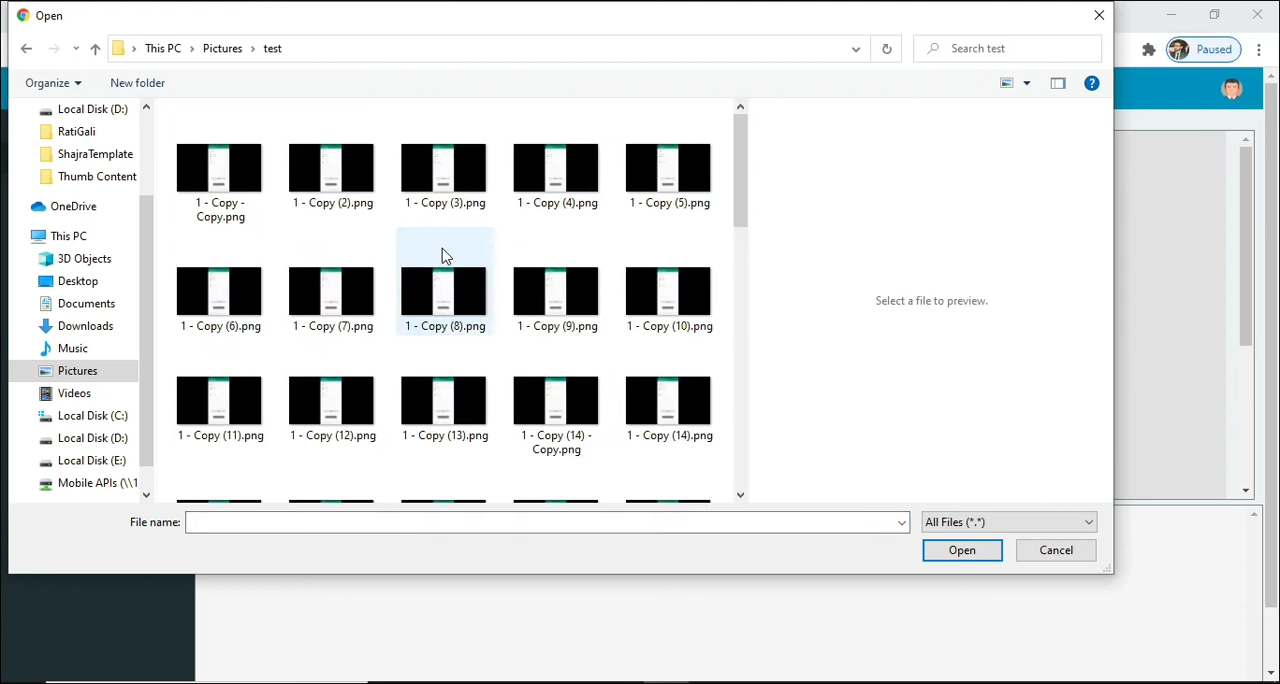 Open
This PC
Pictures
test
Search test
Paused
Organize
New folder
Local Disk (D:)
RatiGali
ShajraTemplate
Thumb Content
OneDrive
This PC
3D Objects
Desktop
Documents
Downloads
Music
Pictures
Videos
Local Disk (C:)
Local Disk (D:)
Local Disk (E:)
Mobile APIs (\\1
1 - Copy -
Copy.png
1 - Copy (2).png
1 - Copy (3).png
1 - Copy (4).png
1 - Copy (5).png
1 - Copy (6).png
1 - Copy (7).png
1 - Copy (8).png
1 - Copy (9).png
1 - Copy (10).png
1 - Copy (11).png
1 - Copy (12).png
1 - Copy (13).png
1 - Copy (14) -
Copy.png
1 - Copy (14).png
Select a file to preview.
File name:
All Files (*.*)
Open
Cancel